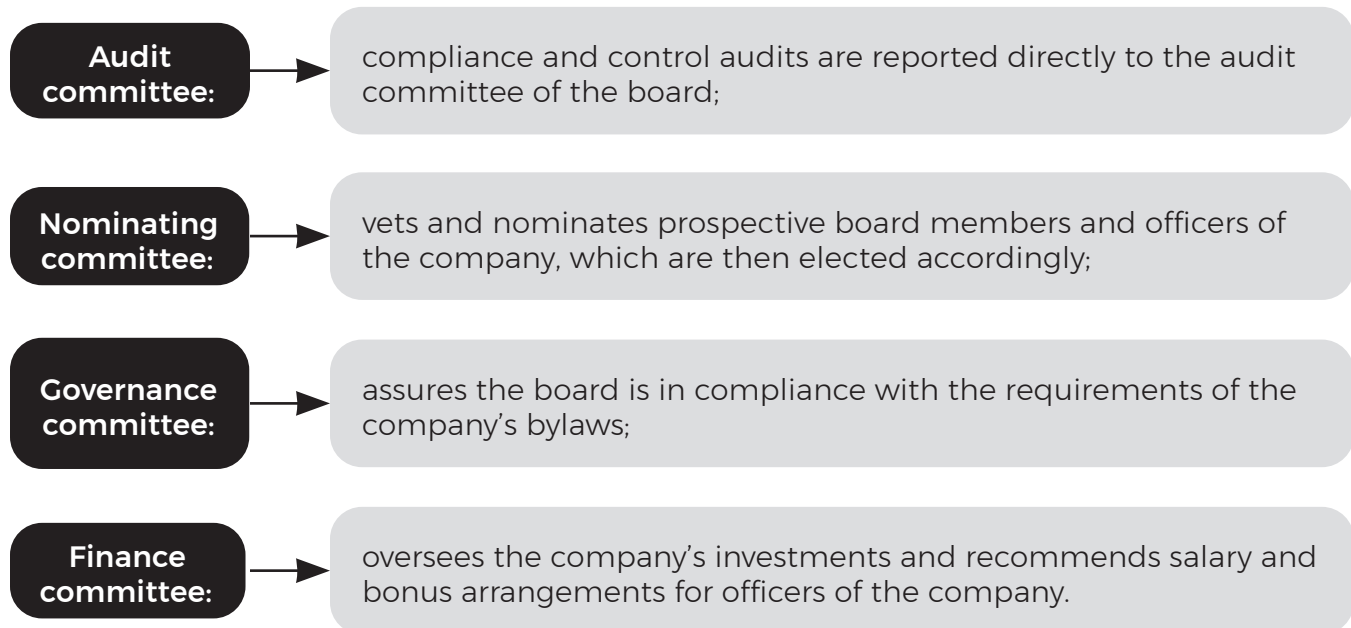 Audit
committee:
compliance and control audits are reported directly to the audit
committee of the board;
Nominating
committee:
vets and nominates prospective board members and officers of
the company, which are then elected accordingly;
Governance
committee:
assures the board is in compliance with the requirements of the
company’s bylaws;
Finance
committee:
oversees the company’s investments and recommends salary and
bonus arrangements for officers of the company.